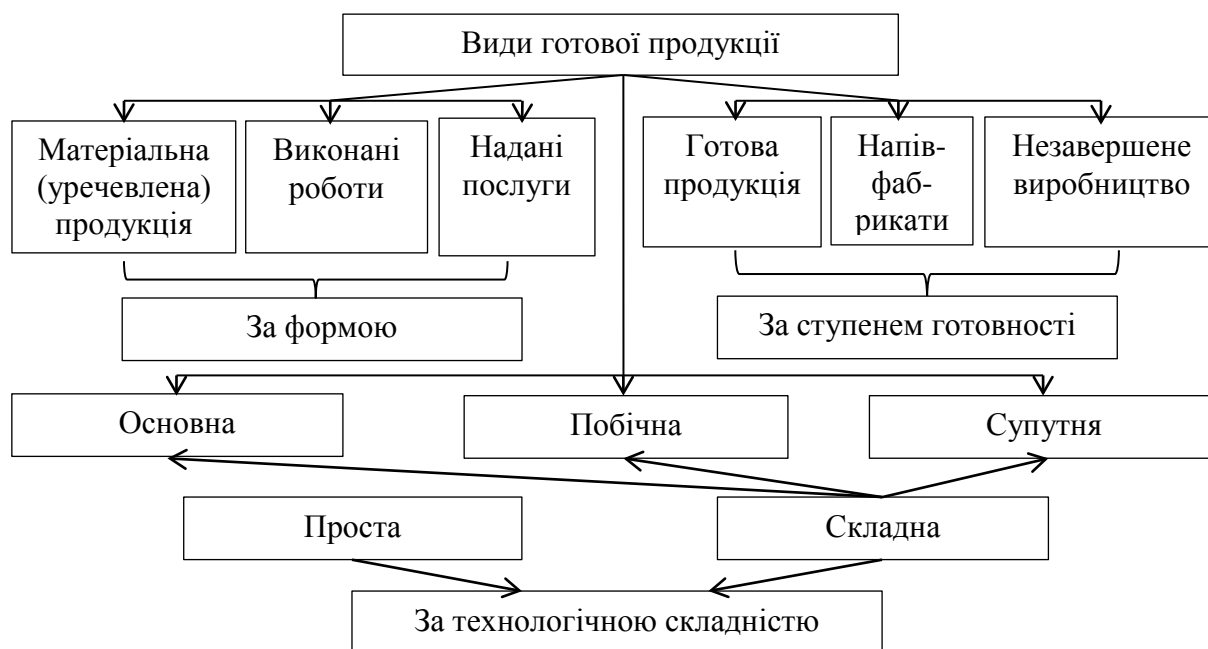 Види готової продукції
Матеріальна
(уречевлена)
продукція
Виконані
роботи
Надані
послуги
Готова
продукція
Напів-
фаб-
рикати
Незавершене
виробництво
За формою
За ступенем готовності
Основна
Побічна
Супутня
Проста
Складна
За технологічною складністю